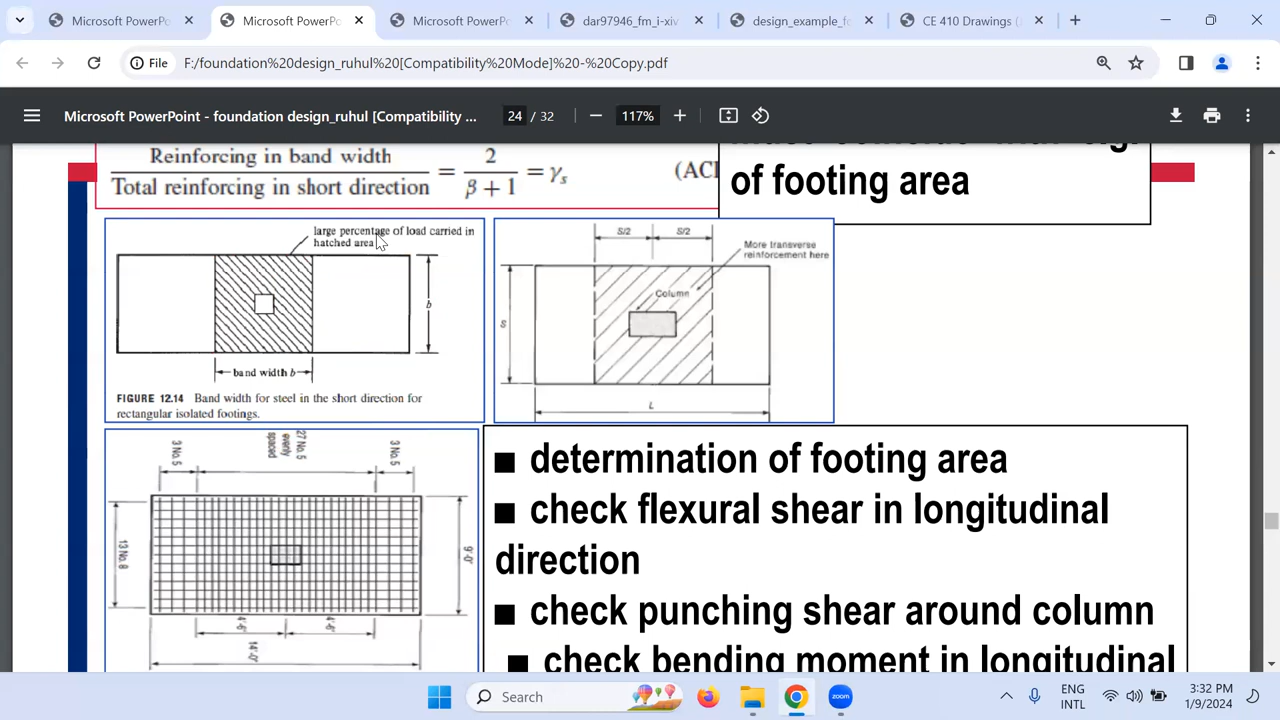 Microsoft PowerPoi
Microsoft PowerPoi
Microsoft PowerPo
dar97946_fm_i-xiv
design_example_fo
CE 410 Drawings (
File
F:/foundation%20design_ruhul%20[Compatibility%20Mode]%20-%20Copy.pdf
Microsoft PowerPoint - foundation design_ruhul [Compatibility ...
24 / 32
117%
Reinforcing in band width
Total reinforcing in short direction
= 2 / β + 1 = γs
(ACI
of footing area
large percentage of load carried in
hatched area
b
band width b
FIGURE 12.14 Band width for steel in the short direction for
rectangular isolated footings.
S/2
S/2
More transverse
reinforcement here
Column
S
L
3 No. 5
27 No. 5
evenly
spaced
3 No. 5
13 No. 8
9'-0"
4'-6"
4'-6"
14'-0"
■ determination of footing area
■ check flexural shear in longitudinal
direction
■ check punching shear around column
■ check bending moment in longitudinal
Search
zoom
ENG
INTL
3:32 PM
1/9/2024